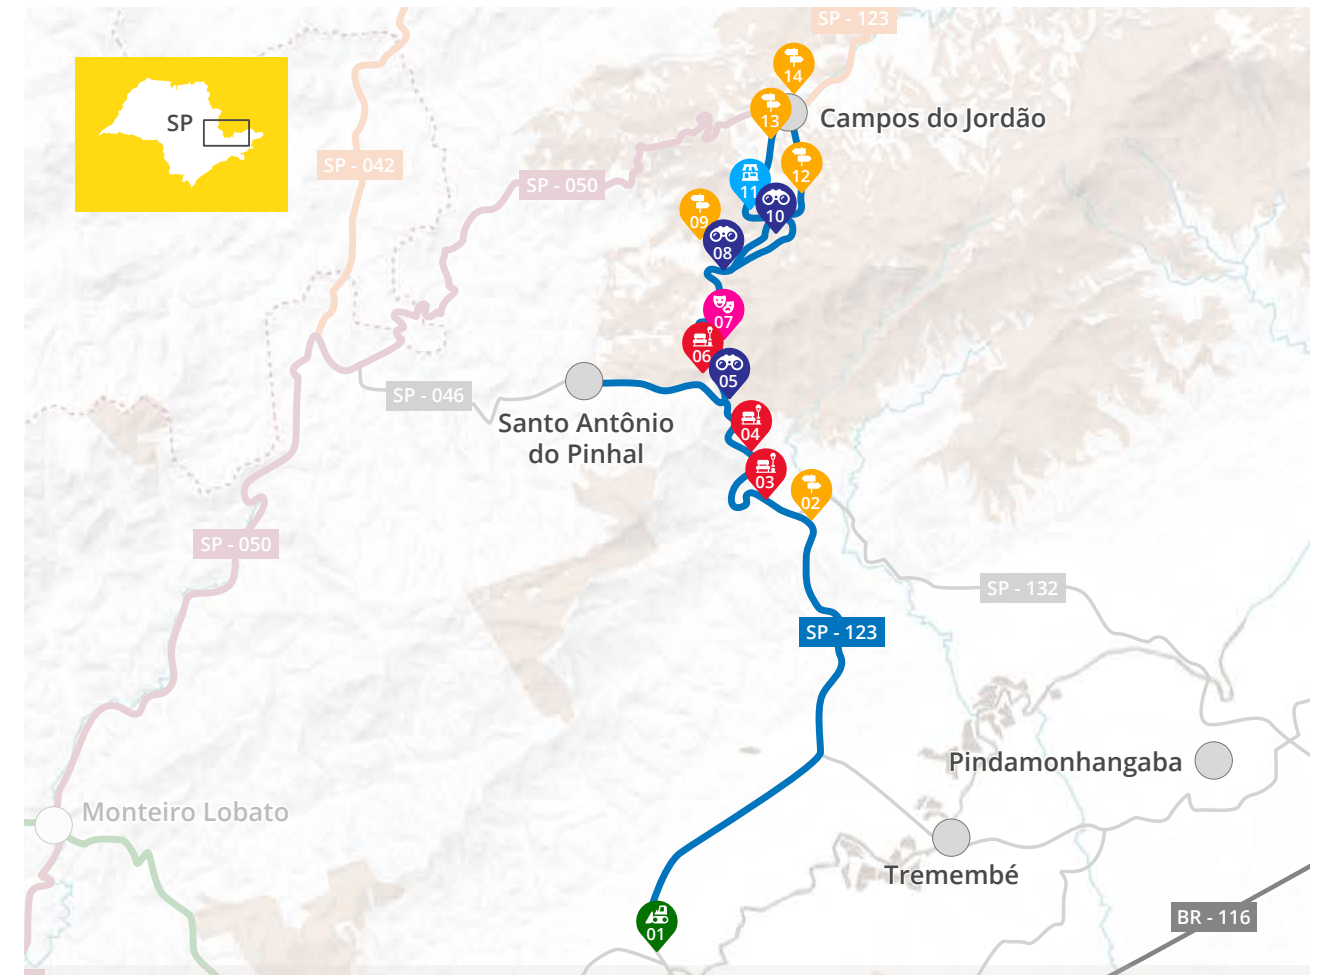 SP - 123
14
13
Campos do Jordão
SP
SP - 042
SP - 050
12
11
10
09
08
07
06
05
SP - 046
Santo Antônio
do Pinhal
04
03
02
SP - 050
SP - 132
SP - 123
Pindamonhangaba
Monteiro Lobato
Tremembé
BR - 116
01